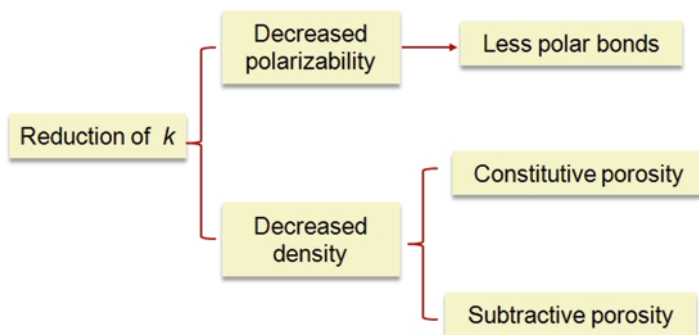 Decreased
polarizability
Less polar bonds
Reduction of k
Constitutive porosity
Decreased
density
Subtractive porosity